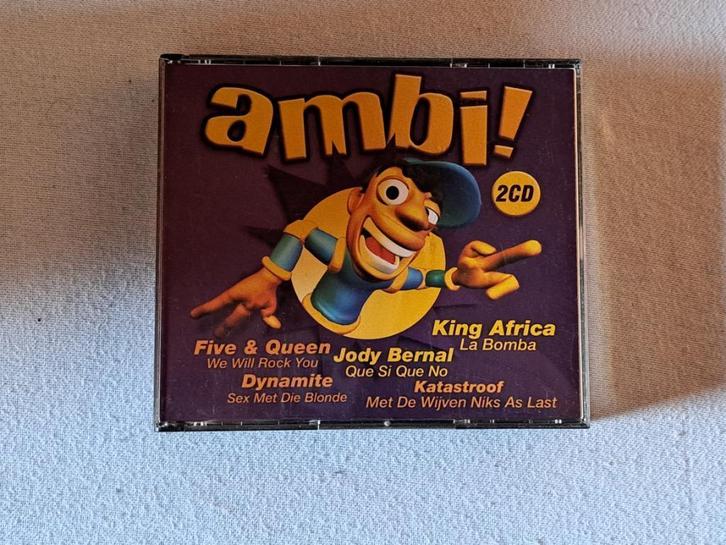 ambi!
2CD
King Africa
La Bomba
Five & Queen
We Will Rock You
Jody Bernal
Que Si Que No
Dynamite
Sex Met Die Blonde
Katastroof
Met De Wijven Niks As Last